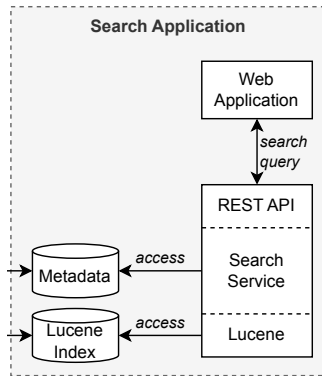 Search Application
Web
Application
search
query
REST API
access
Metadata
Search
Service
access
Lucene
Index
Lucene